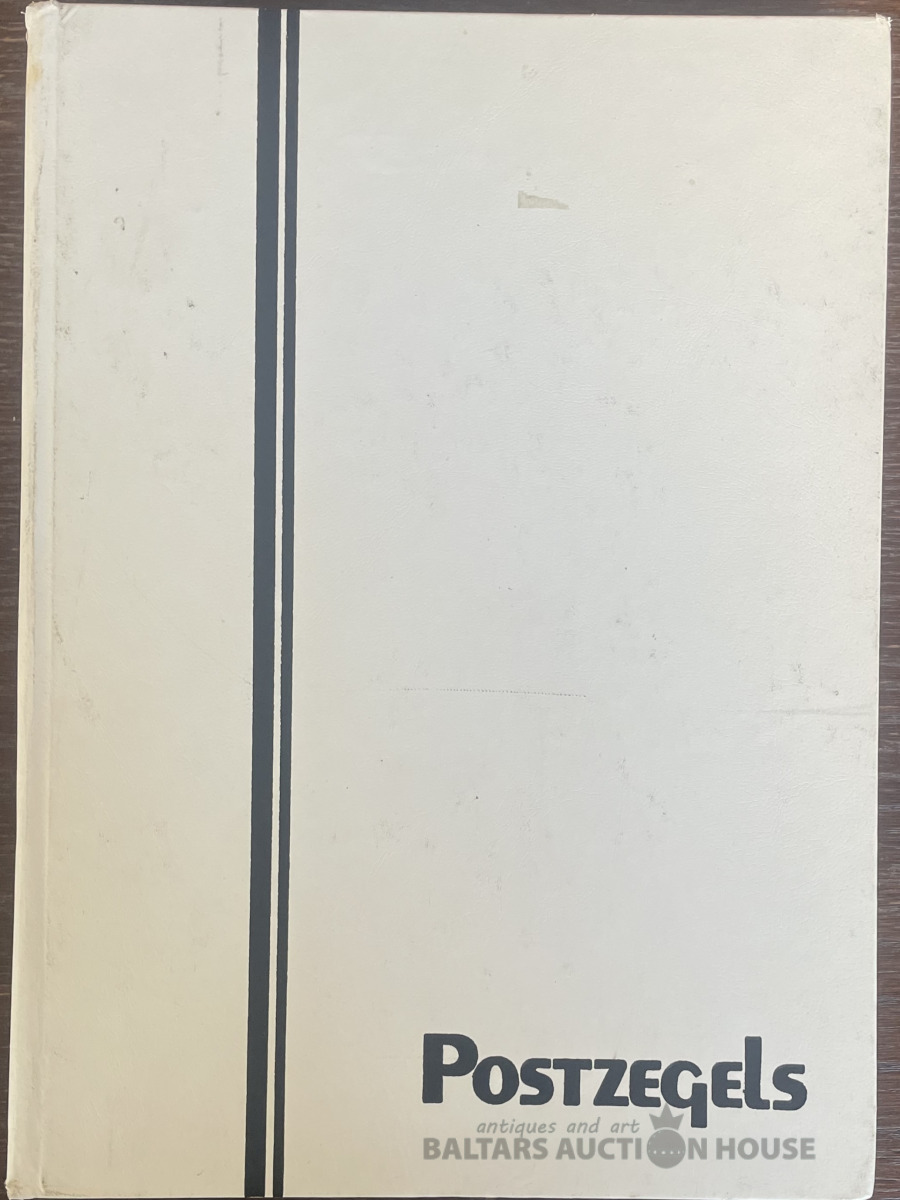 Postzegels
antiques and art
BALTARS AUCTION HOUSE